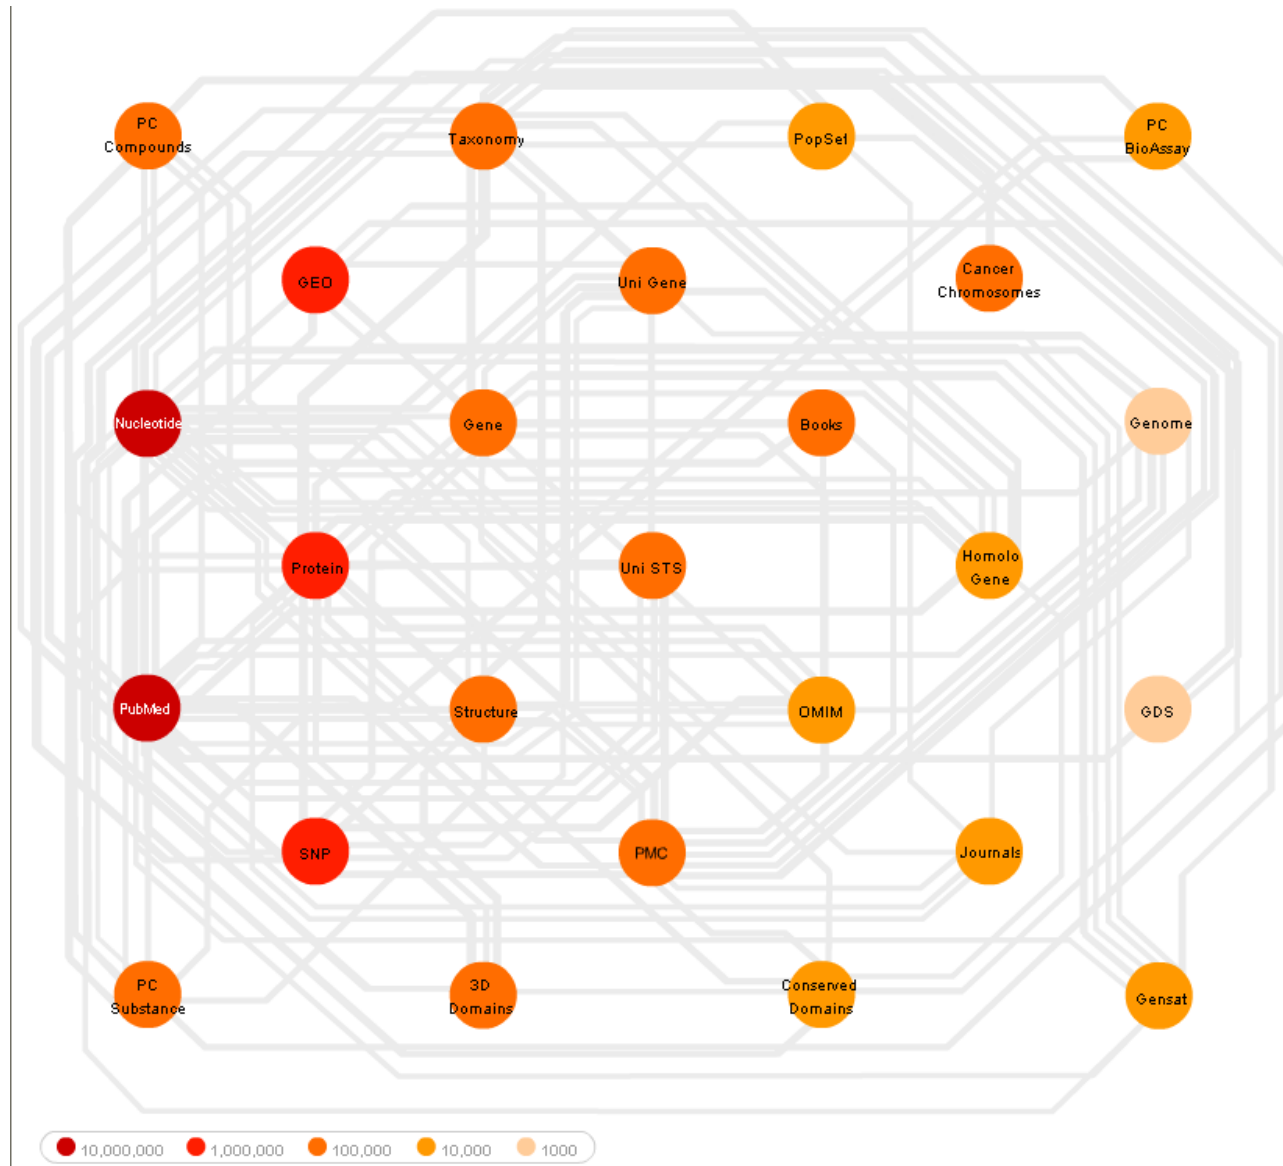 PC
Compounds
Taxonomy
PopSet
PC
BioAssay
GEO
Uni Gene
Cancer
Chromosomes
Nucleotide
Gene
Books
Genome
Protein
Uni STS
Homolo
Gene
PubMed
Structure
OMIM
GDS
SNP
PMC
Journals
PC
Substance
3D
Domains
Conserved
Domains
Gensat
10,000,000
1,000,000
100,000
10,000
1000